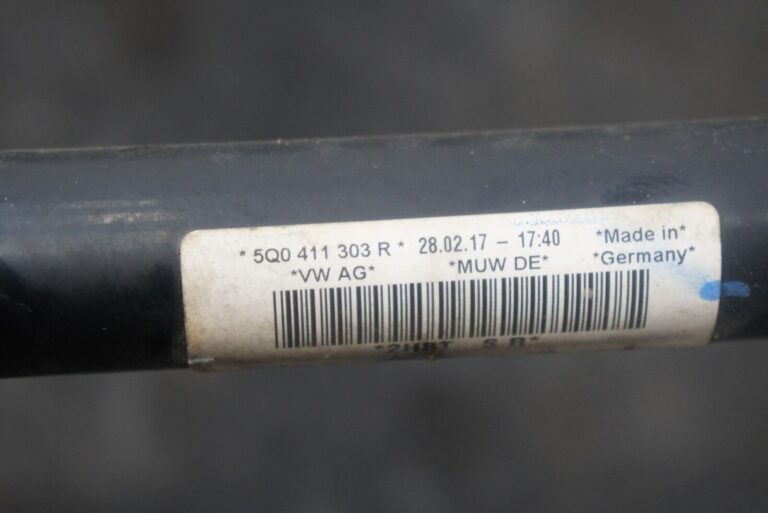 * 5Q0 411 303 R * 28.02.17 – 17:40 *Made in*
*VW AG* *MUW DE* *Germany*
S B*